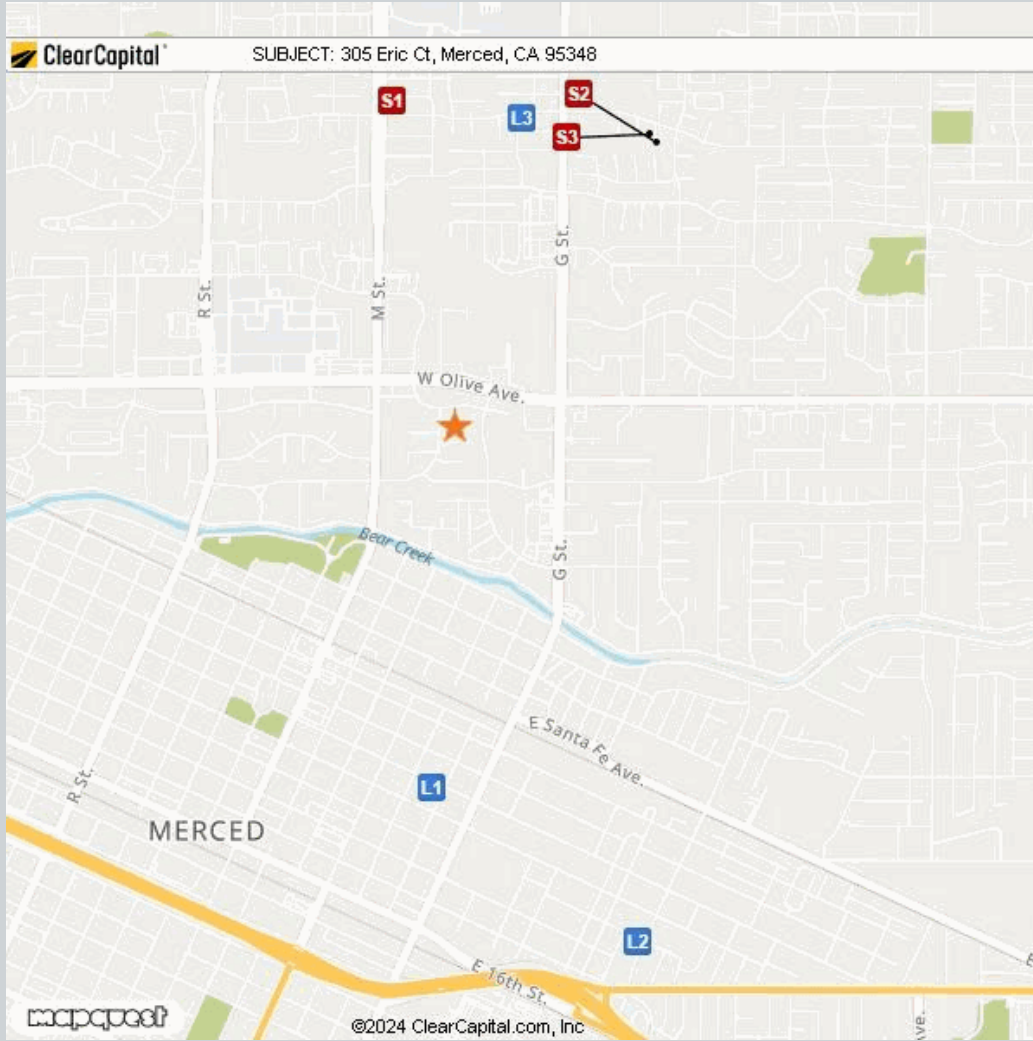 ClearCapital
SUBJECT: 305 Eric Ct, Merced, CA 95348
S1
L3
S2
S3
G St.
R St.
M St.
W Olive Ave.
Bear Creek
G St.
E Santa Fe Ave.
R St.
L1
MERCED
L2
E 16th St.
E
Ave.
mapquest
©2024 ClearCapital.com, Inc